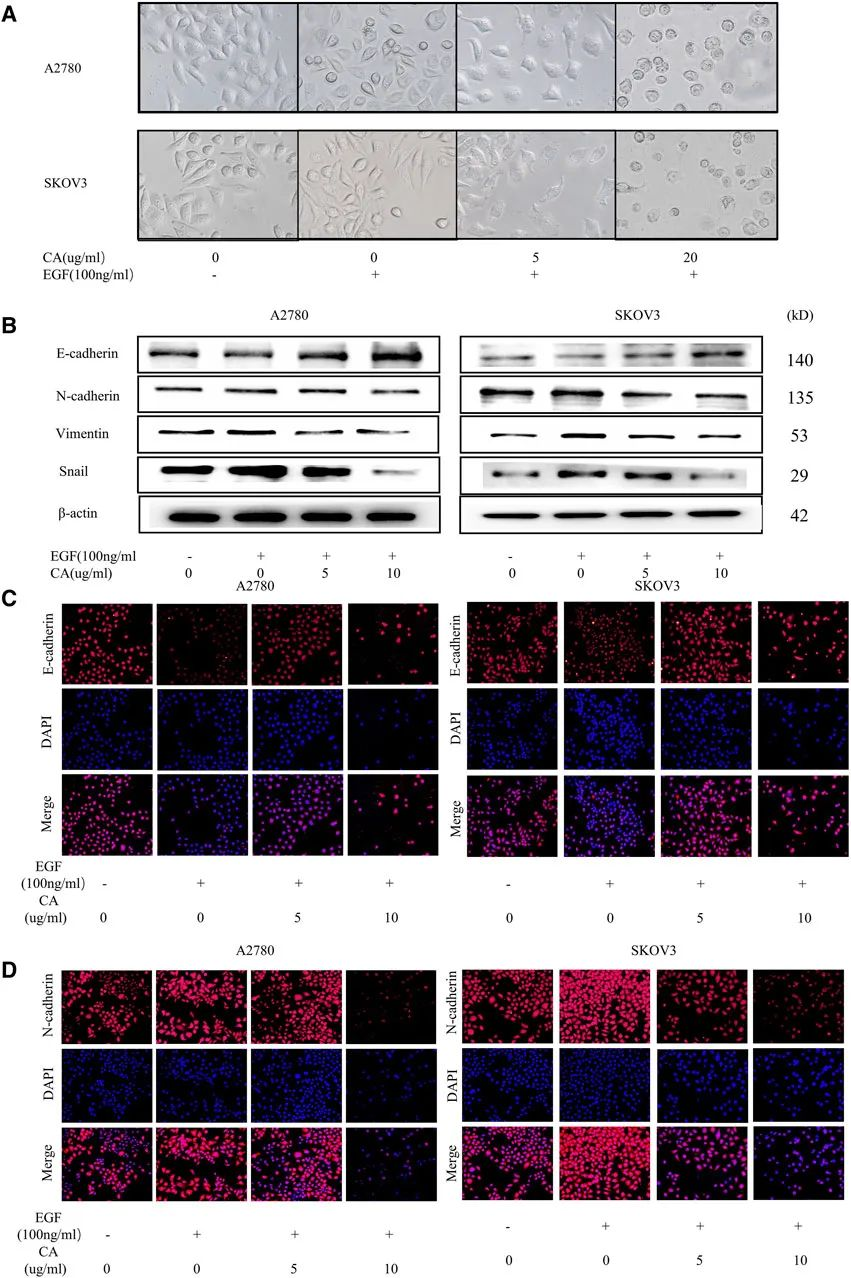 A
A2780
SKOV3
CA(ug/ml) 0 0 5 20
EGF(100ng/ml) - + + +
B
A2780 SKOV3 (kD)
E-cadherin 140
N-cadherin 135
Vimentin 53
Snail 29
β-actin 42
EGF(100ng/ml - + + + - + + +
CA(ug/ml) 0 0 5 10 0 0 5 10
C
A2780 SKOV3
E-cadherin E-cadherin
DAPI DAPI
Merge Merge
EGF
(100ng/ml) - + + + - + + +
CA
(ug/ml) 0 0 5 10 0 0 5 10
D
A2780 SKOV3
N-cadherin N-cadherin
DAPI DAPI
Merge Merge
EGF
(100ng/ml) - + + + - + + +
CA
(ug/ml) 0 0 5 10 0 0 5 10